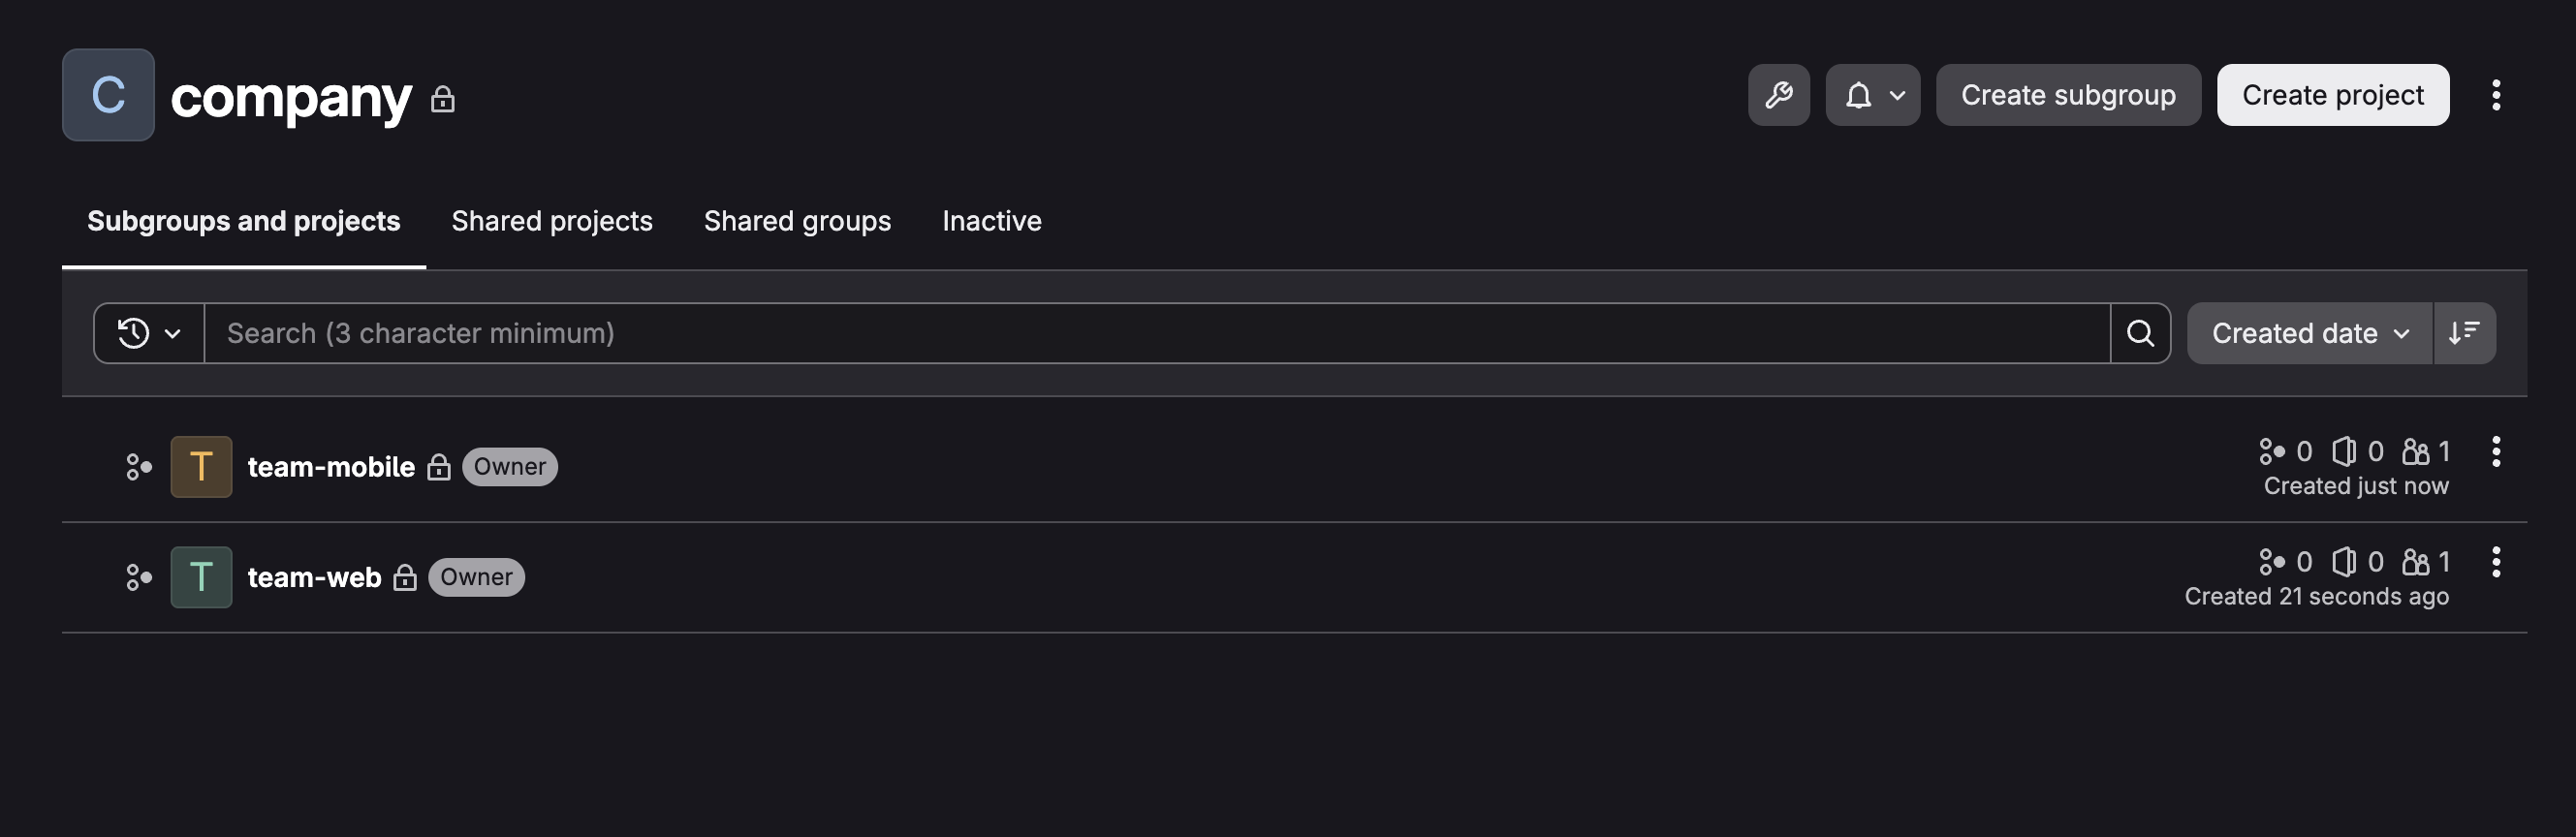 C company
Create subgroup
Create project
Subgroups and projects
Shared projects
Shared groups
Inactive
Search (3 character minimum)
Created date
T team-mobile Owner
0 0 1
Created just now
T team-web Owner
0 0 1
Created 21 seconds ago